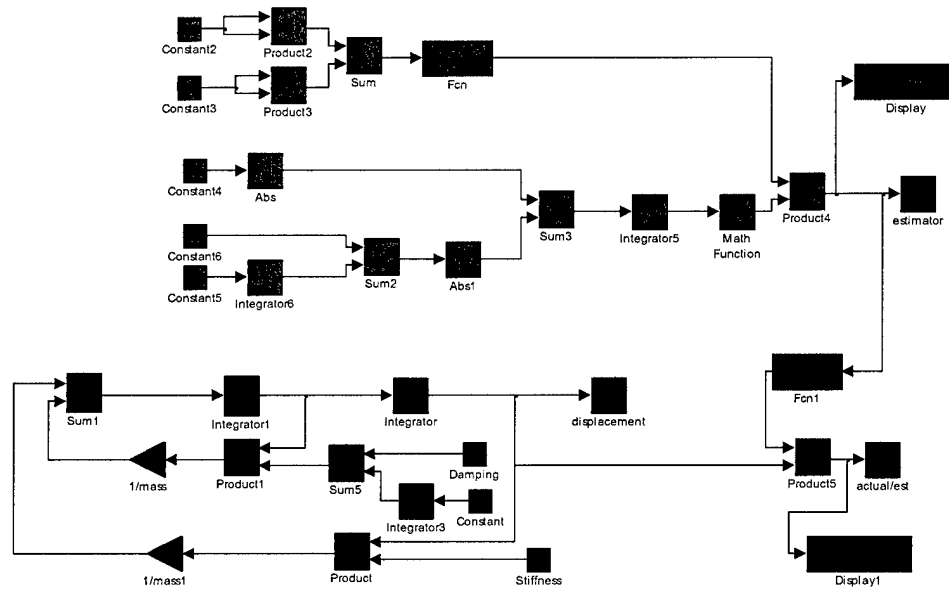 Constant2
Product2
Sum
Fcn
Constant3
Product3
Display
Constant4
Abs
Sum3
Integrator5
Math
Function
Product4
estimator
Constant6
Constant5
Integrator6
Sum2
Abs1
Sum1
Integrator1
Integrator
displacement
Fcn1
1/mass
Product1
Sum5
Damping
Integrator3
Constant
Product5
actual/est
1/mass1
Product
Stiffness
Display1